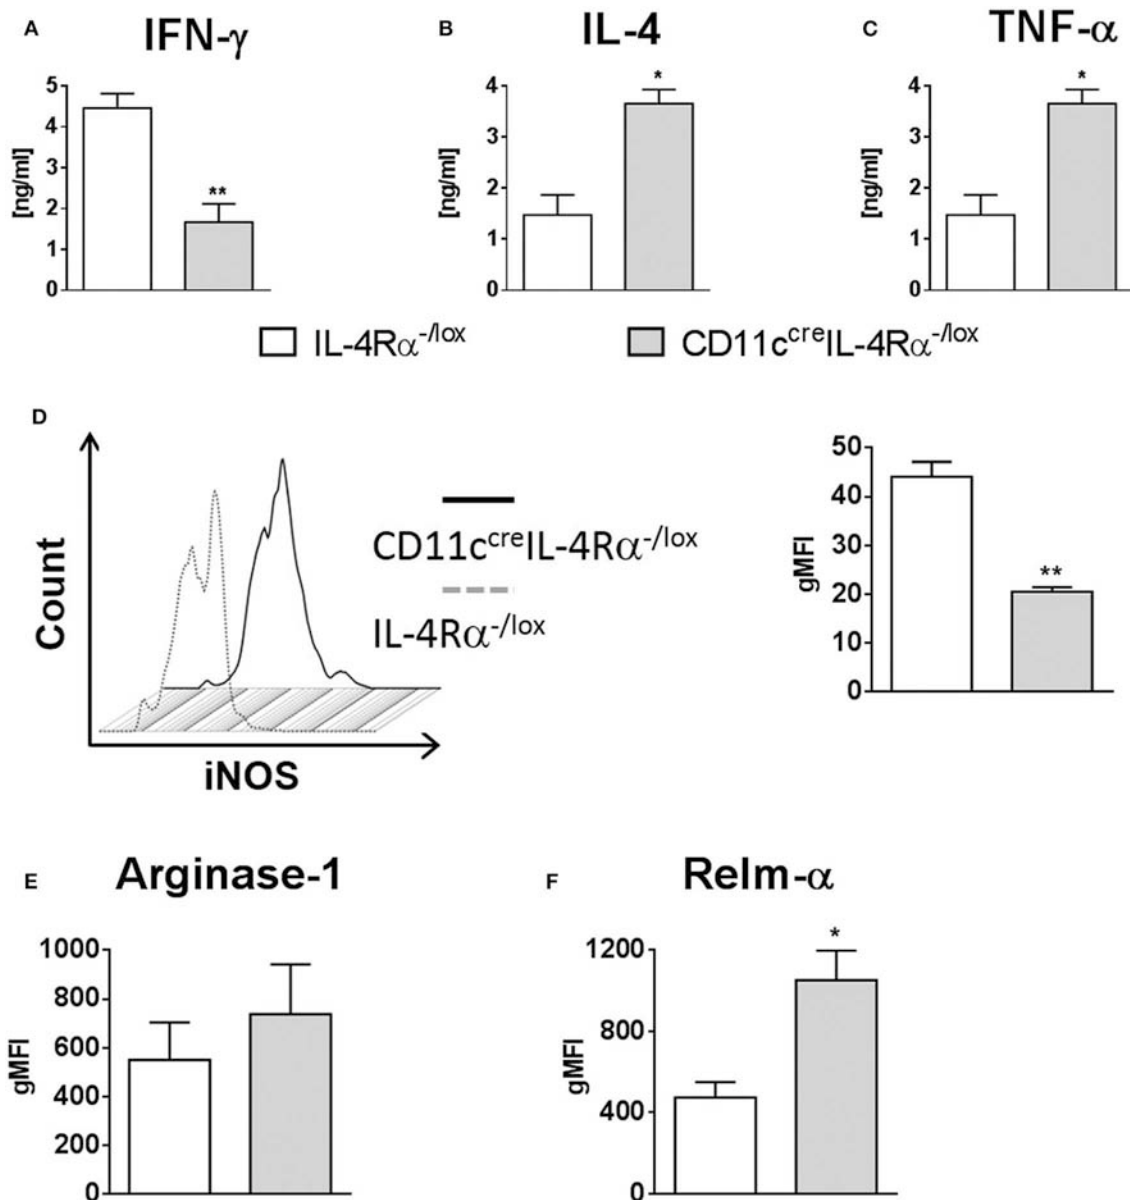 A
IFN-γ
B
IL-4
C
TNF-α
[ng/ml]
5
4
3
2
1
0
**
[ng/ml]
4
3
2
1
0
*
[ng/ml]
4
3
2
1
0
*
IL-4Rα-/lox
CD11ccreIL-4Rα-/lox
D
Count
iNOS
CD11ccreIL-4Rα-/lox
IL-4Rα-/lox
gMFI
50
40
30
20
10
0
**
E
Arginase-1
gMFI
1000
800
600
400
200
0
F
Relm-α
gMFI
1200
800
400
0
*